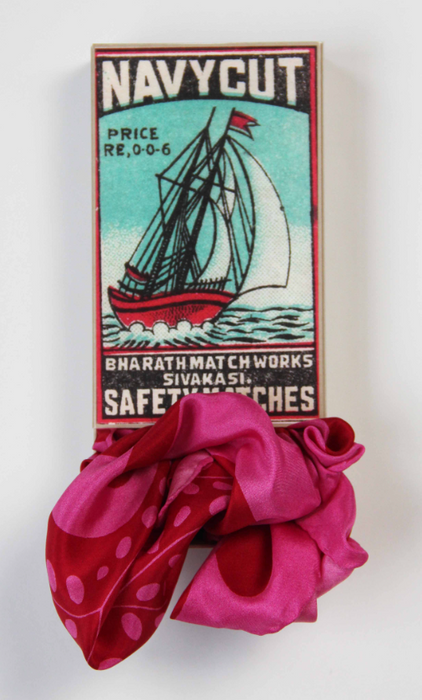 NAVYCUT
PRICE
RE,0-0-6
BHARATH MATCH WORKS
SIVAKASI.
SAFETY MATCHES